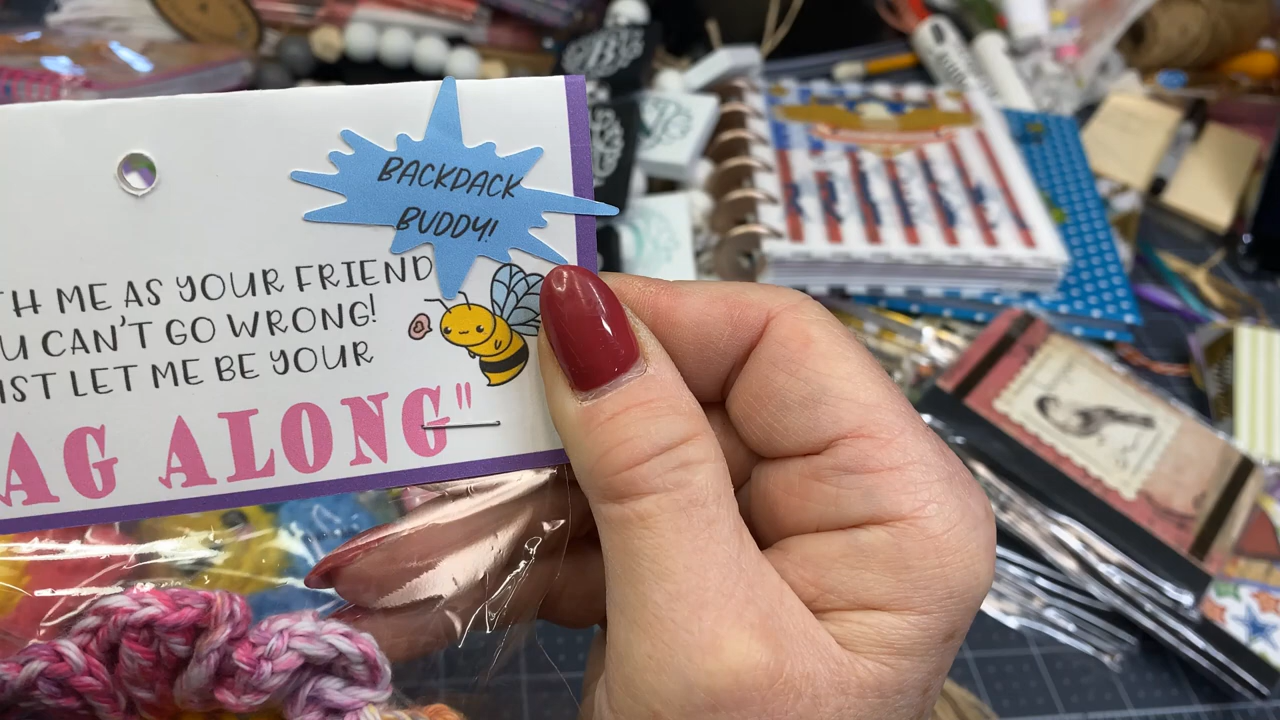 BACKDACK
BUDDY!
TH ME AS YOUR FRIEND
U CAN'T GO WRONG!
IST LET ME BE YOUR
AG ALONG"